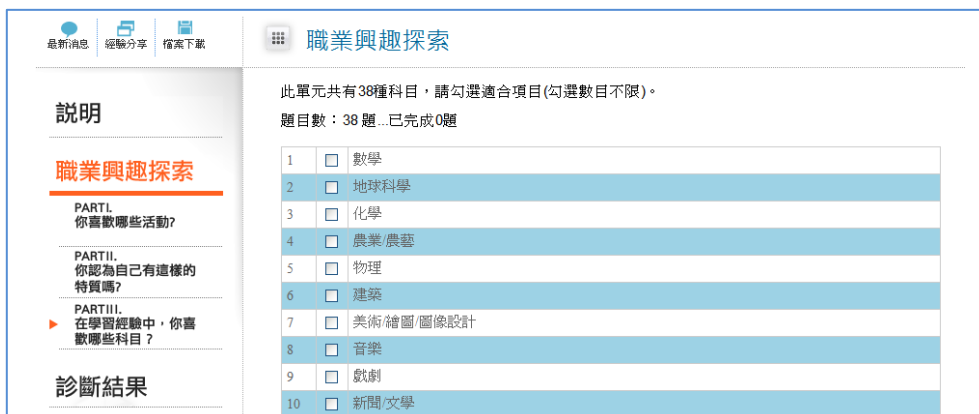 最新消息 經驗分享 檔案下載
職業興趣探索
說明
職業興趣探索
PARTI.
你喜歡哪些活動?
PARTII.
你認為自己有這樣的
特質嗎?
PARTIII.
在學習經驗中，你喜
歡哪些科目？
診斷結果
此單元共有38種科目，請勾選適合項目(勾選數目不限)。
題目數：38 題...已完成0題
1 數學
2 地球科學
3 化學
4 農業/農藝
5 物理
6 建築
7 美術/繪圖/圖像設計
8 音樂
9 戲劇
10 新聞/文學